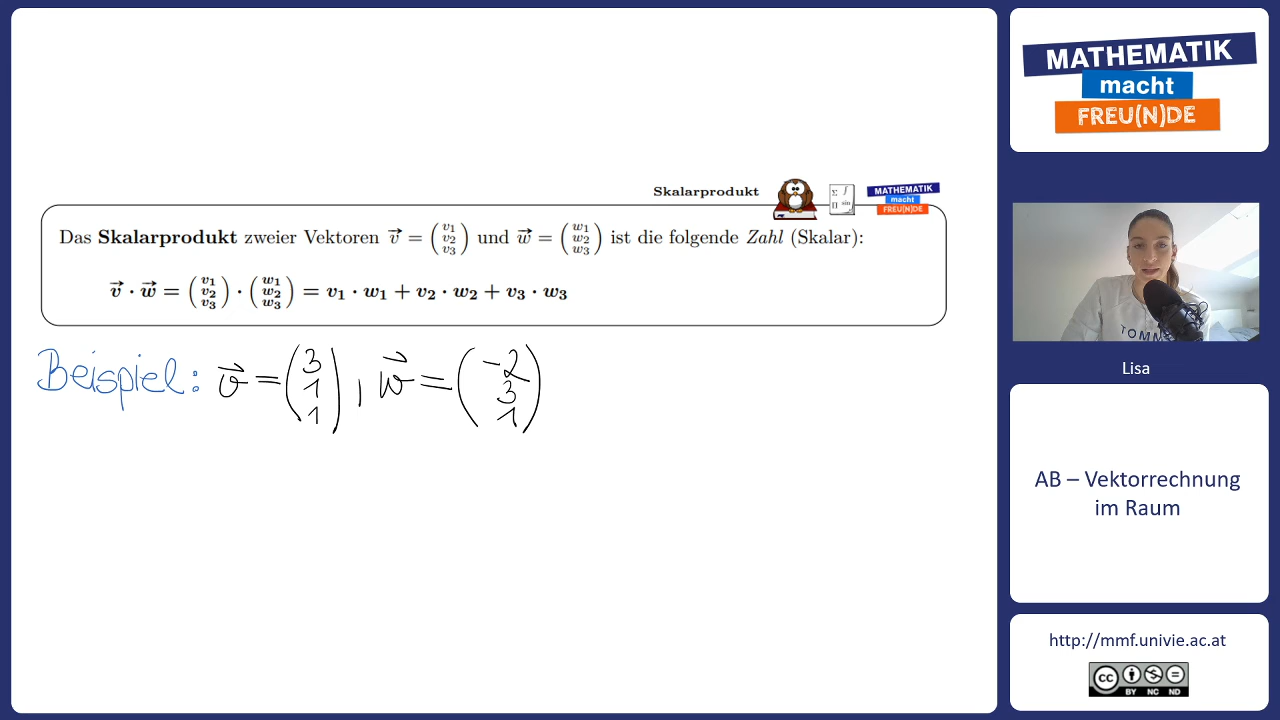 Skalarprodukt
MATHEMATIK
macht
FREU(N)DE
Das Skalarprodukt zweier Vektoren v⃗ = (v₁ v₂ v₃) und w⃗ = (w₁ w₂ w₃) ist die folgende Zahl (Skalar):
v⃗ · w⃗ = (v₁ v₂ v₃) · (w₁ w₂ w₃) = v₁ · w₁ + v₂ · w₂ + v₃ · w₃
Beispiel: v⃗ = (3 1 1) , w⃗ = (-2 3 1)
MATHEMATIK
macht
FREU(N)DE
TOMM
Lisa
AB – Vektorrechnung
im Raum
http://mmf.univie.ac.at
cc
BY NC ND